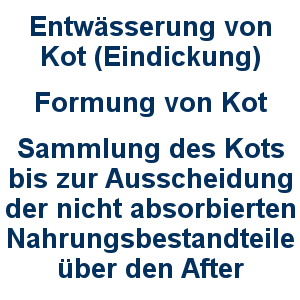 Entwässerung von
Kot (Eindickung)
Formung von Kot
Sammlung des Kots
bis zur Ausscheidung
der nicht absorbierten
Nahrungsbestandteile
über den After